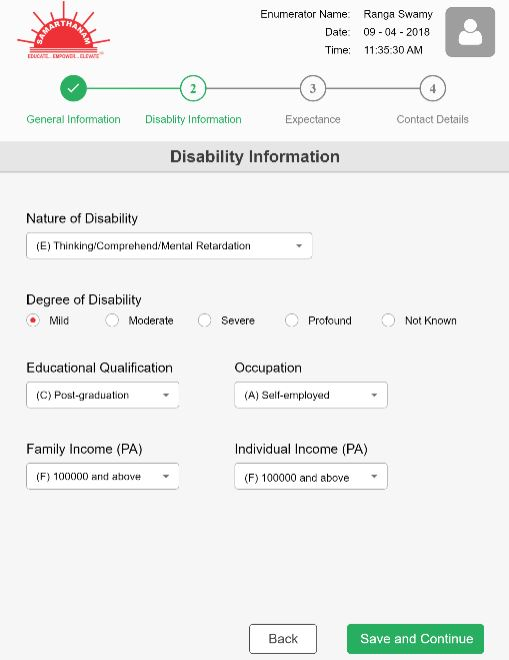 SAMARTHANAM
EDUCATE... EMPOWER... ELEVATE
Enumerator Name: Ranga Swamy
Date: 09 - 04 - 2018
Time: 11:35:30 AM
2 3 4
General Information Disablity Information Expectance Contact Details
Disability Information
Nature of Disability
(E) Thinking/Comprehend/Mental Retardation
Degree of Disability
Mild Moderate Severe Profound Not Known
Educational Qualification Occupation
(C) Post-graduation (A) Self-employed
Family Income (PA) Individual Income (PA)
(F) 100000 and above (F) 100000 and above
Back Save and Continue